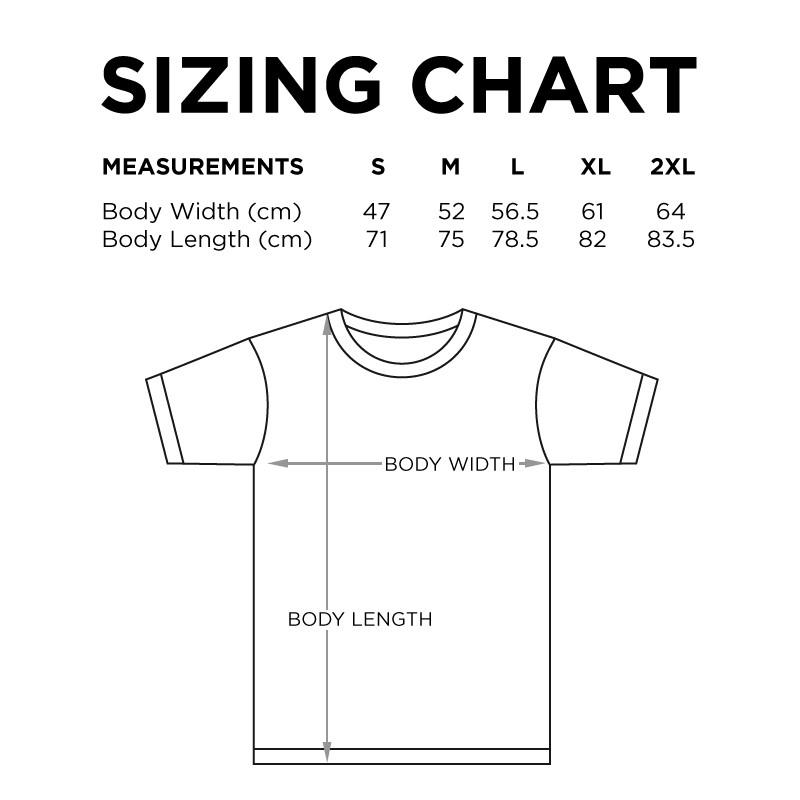 SIZING CHART
MEASUREMENTS S M L XL 2XL
Body Width (cm) 47 52 56.5 61 64
Body Length (cm) 71 75 78.5 82 83.5
BODY WIDTH
BODY LENGTH